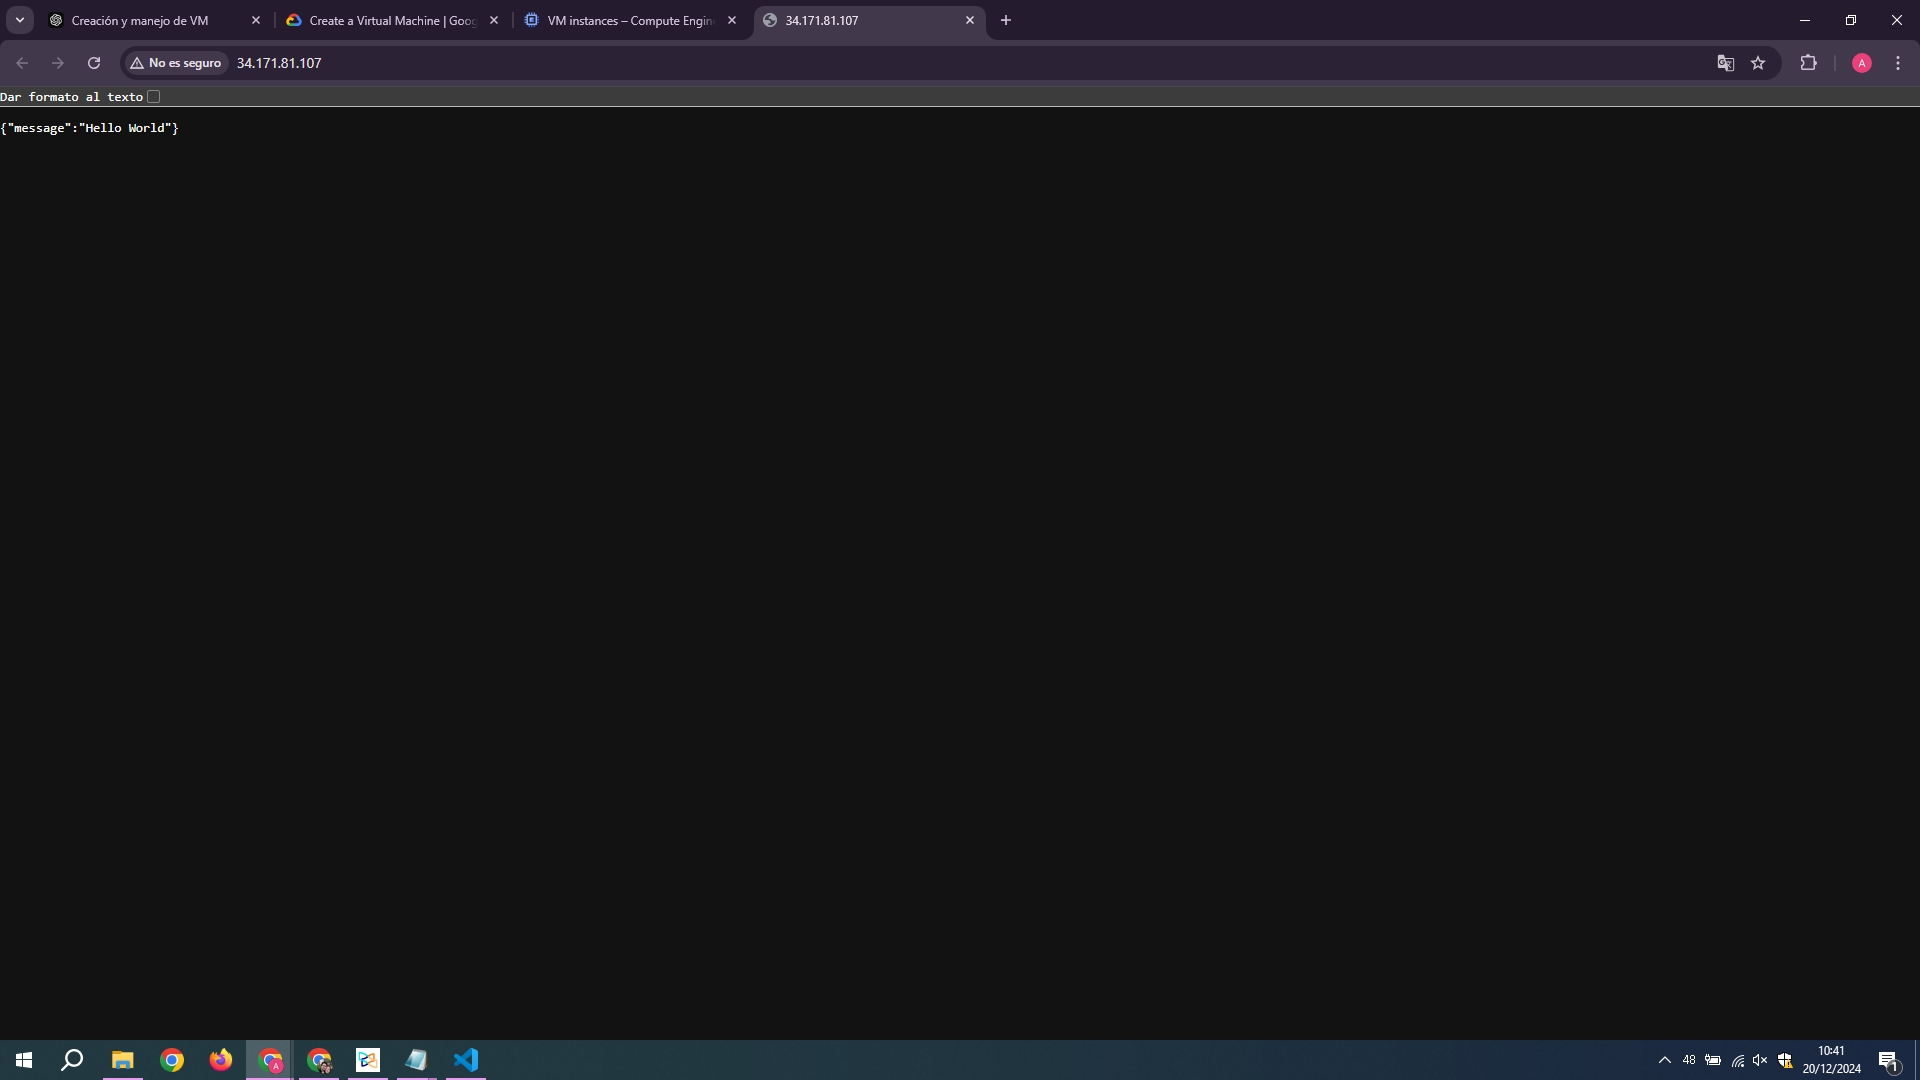 Creación y manejo de VM
Create a Virtual Machine | Goog
VM instances – Compute Engin
34.171.81.107
No es seguro
34.171.81.107
A
Dar formato al texto
{"message":"Hello World"}
A
48
10:41
20/12/2024
1